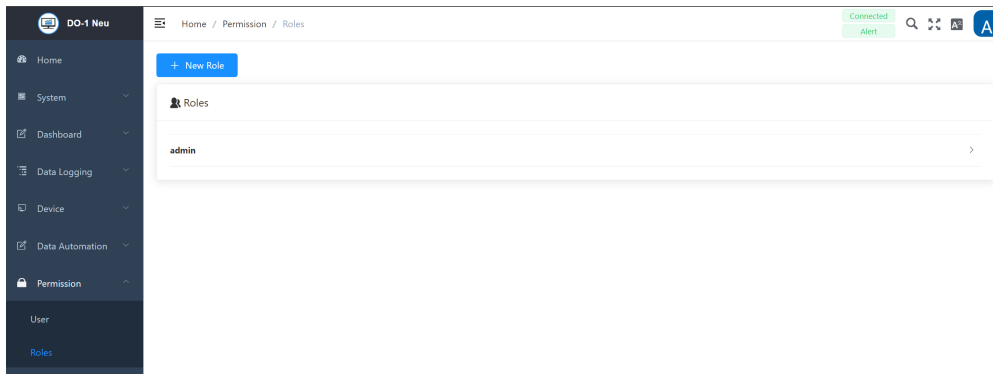 DO-1 Neu
Home / Permission / Roles
Connected
Alert
A
Home
System
Dashboard
Data Logging
Device
Data Automation
Permission
User
Roles
+ New Role
Roles
admin